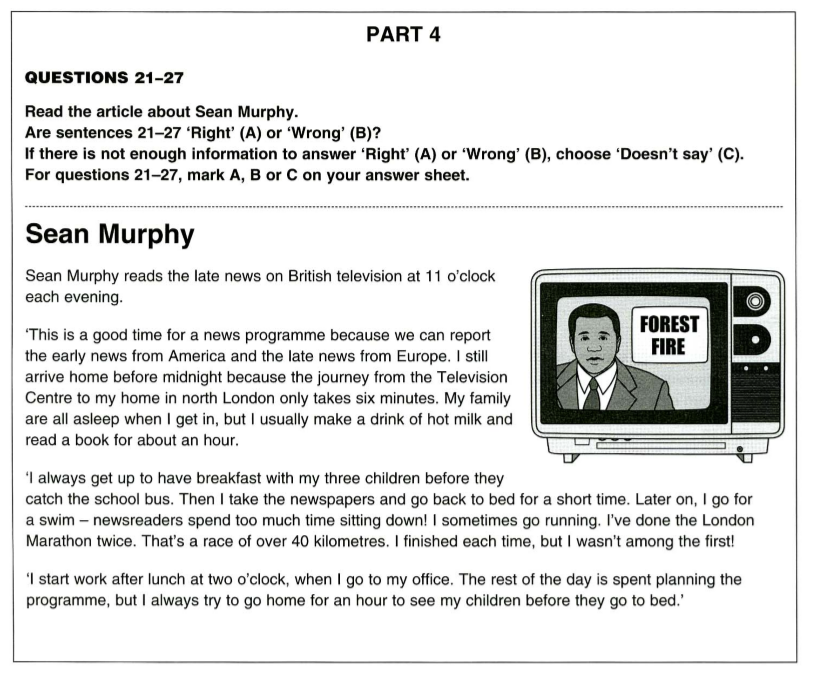 PART 4
QUESTIONS 21–27
Read the article about Sean Murphy.
Are sentences 21–27 'Right' (A) or 'Wrong' (B)?
If there is not enough information to answer 'Right' (A) or 'Wrong' (B), choose 'Doesn't say' (C).
For questions 21–27, mark A, B or C on your answer sheet.
Sean Murphy
Sean Murphy reads the late news on British television at 11 o'clock
each evening.
'This is a good time for a news programme because we can report
the early news from America and the late news from Europe. I still
arrive home before midnight because the journey from the Television
Centre to my home in north London only takes six minutes. My family
are all asleep when I get in, but I usually make a drink of hot milk and
read a book for about an hour.
FOREST
FIRE
'I always get up to have breakfast with my three children before they
catch the school bus. Then I take the newspapers and go back to bed for a short time. Later on, I go for
a swim – newsreaders spend too much time sitting down! I sometimes go running. I've done the London
Marathon twice. That's a race of over 40 kilometres. I finished each time, but I wasn't among the first!
'I start work after lunch at two o'clock, when I go to my office. The rest of the day is spent planning the
programme, but I always try to go home for an hour to see my children before they go to bed.'